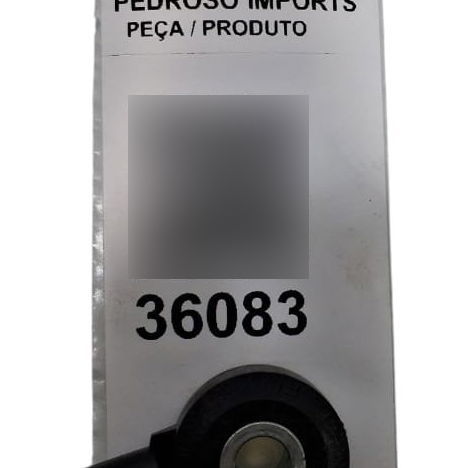 PEDROSO IMPORTS
PEÇA / PRODUTO
36083